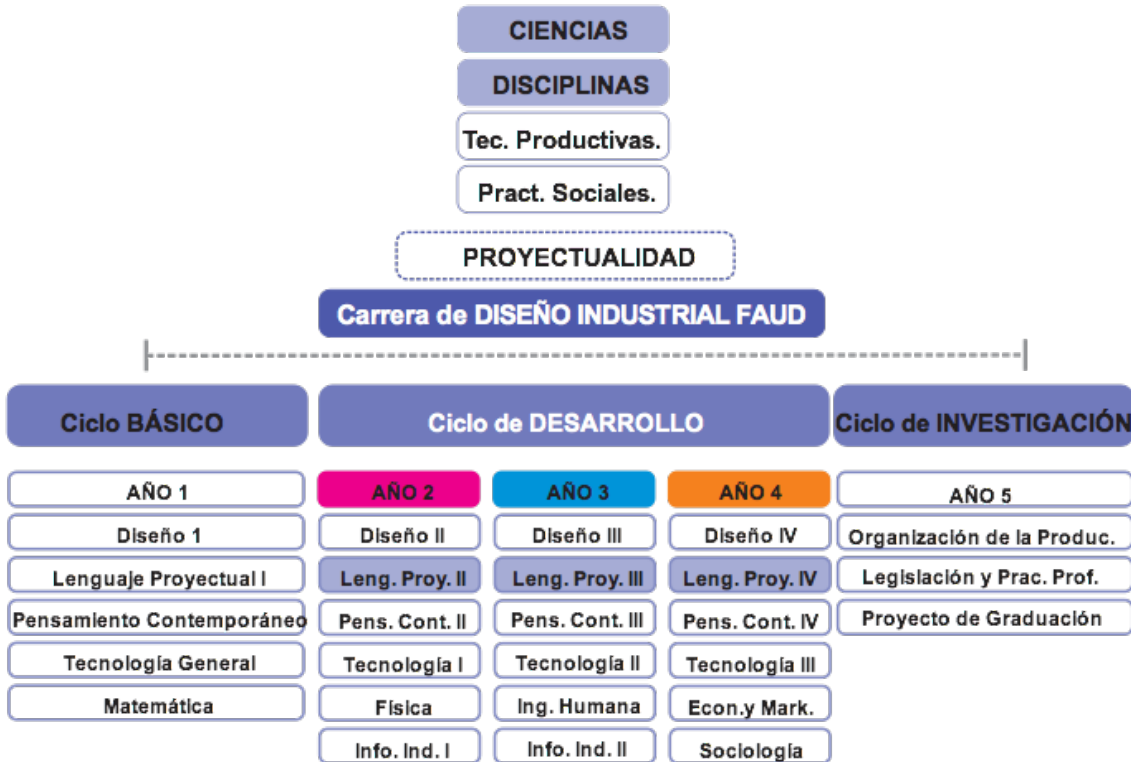 CIENCIAS
DISCIPLINAS
Tec. Productivas.
Pract. Sociales.
PROYECTUALIDAD
Carrera de DISEÑO INDUSTRIAL FAUD
Ciclo BÁSICO
Ciclo de DESARROLLO
Ciclo de INVESTIGACIÓN
AÑO 1
AÑO 2
AÑO 3
AÑO 4
AÑO 5
Diseño 1
Diseño II
Diseño III
Diseño IV
Organización de la Produc.
Lenguaje Proyectual I
Leng. Proy. II
Leng. Proy. III
Leng. Proy. IV
Legislación y Prac. Prof.
Pensamiento Contemporáneo
Pens. Cont. II
Pens. Cont. III
Pens. Cont. IV
Proyecto de Graduación
Tecnología General
Tecnología I
Tecnología II
Tecnología III
Matemática
Física
Ing. Humana
Econ.y Mark.
Info. Ind. I
Info. Ind. II
Sociología